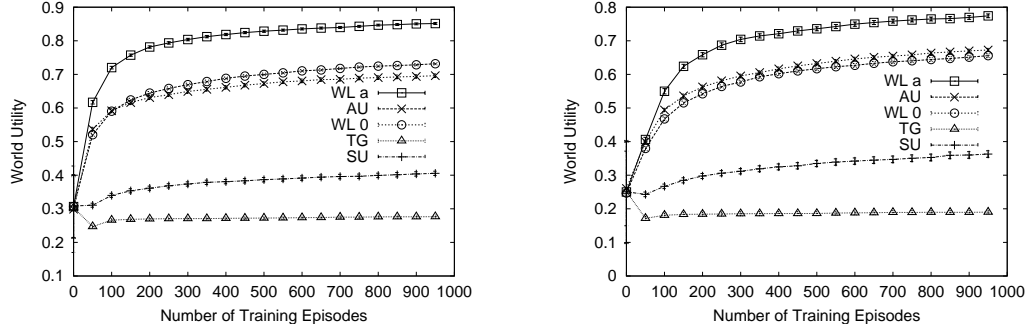 0.9
0.8
0.7
0.6
0.5
0.4
0.3
0.2
0.1
World Utility
WL a
AU
WL 0
TG
SU
0 100 200 300 400 500 600 700 800 900 1000
Number of Training Episodes
0.8
0.7
0.6
0.5
0.4
0.3
0.2
0.1
0
World Utility
WL a
AU
WL 0
TG
SU
0 100 200 300 400 500 600 700 800 900 1000
Number of Training Episodes